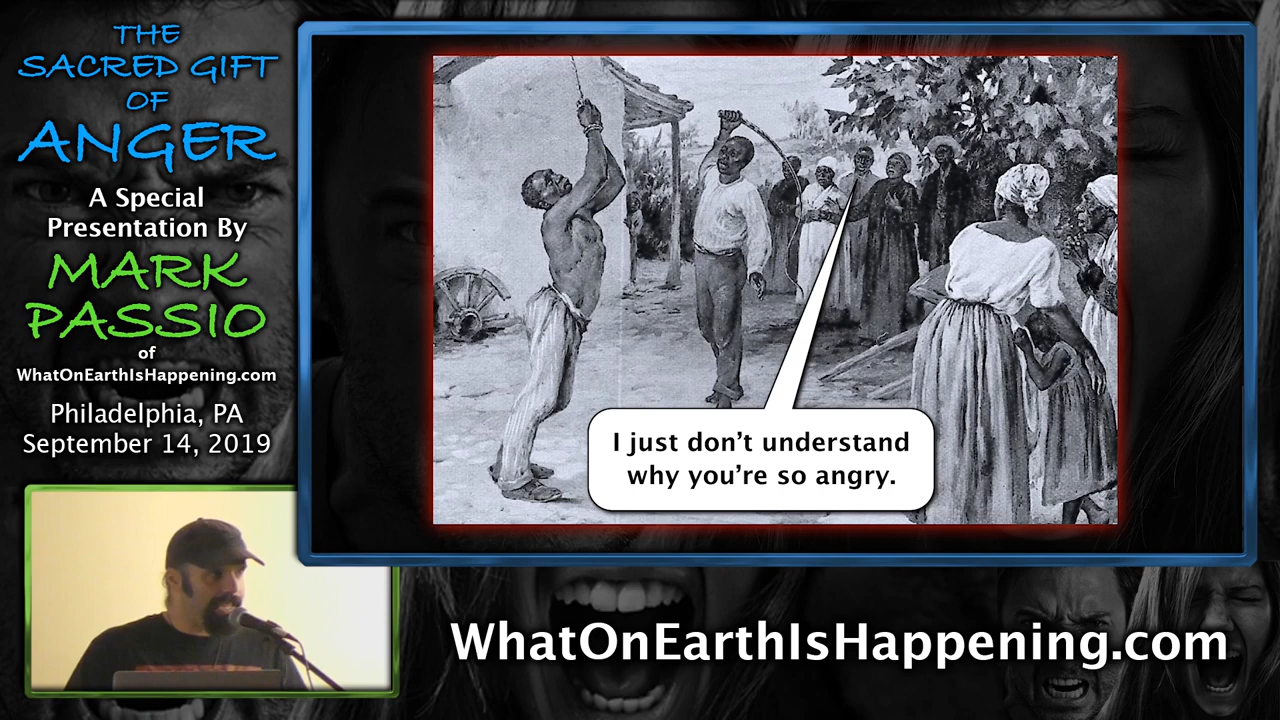 THE
SACRED GIFT
OF
ANGER
A Special
Presentation By
MARK
PASSIO
of
WhatOnEarthIsHappening.com
Philadelphia, PA
September 14, 2019
I just don’t understand
why you’re so angry.
WhatOnEarthIsHappening.com